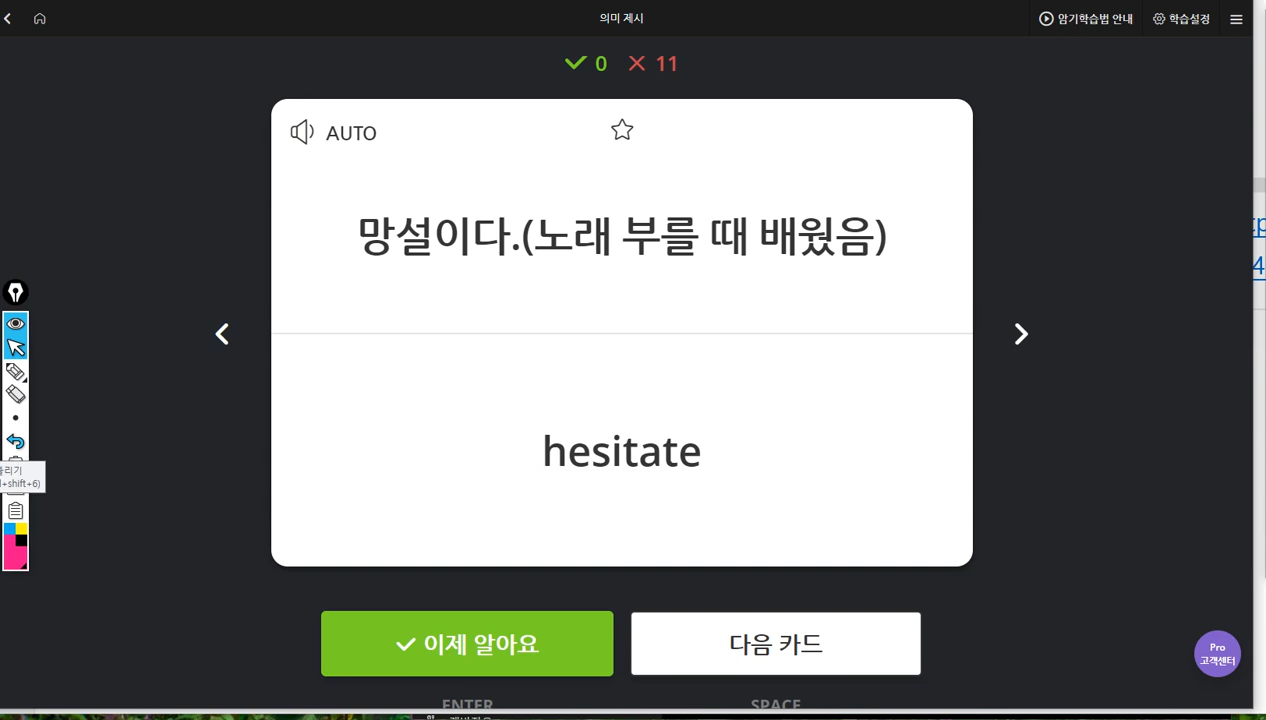 의미 제시
암기학습법 안내
학습설정
0
11
AUTO
망설이다.(노래 부를 때 배웠음)
hesitate
이제 알아요
다음 카드
ENTER
SPACE
Pro
고객센터
+shift+6)